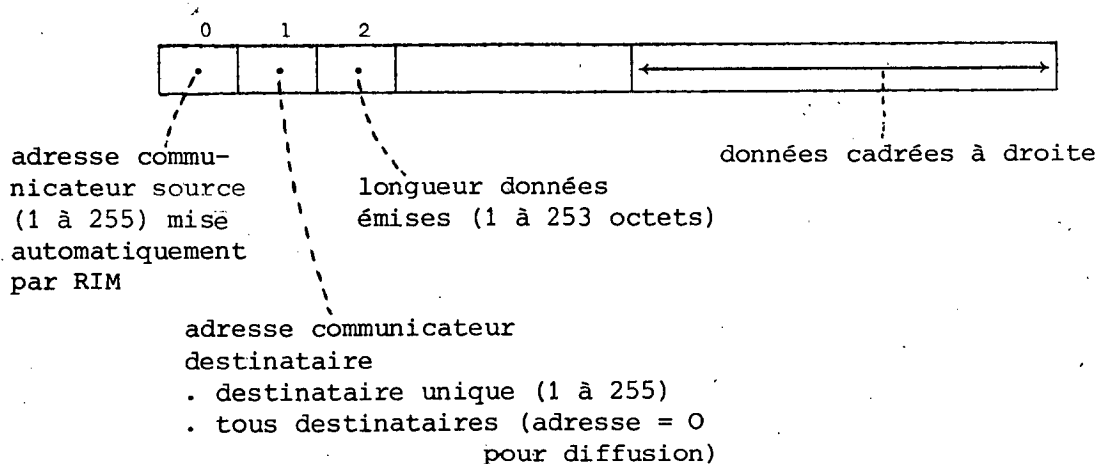 0 1 2
adresse commu-
nicateur source
(1 à 255) mise
automatiquement
par RIM
longueur données
émises (1 à 253 octets)
données cadrées à droite
adresse communicateur
destinataire
. destinataire unique (1 à 255)
. tous destinataires (adresse = O
pour diffusion)